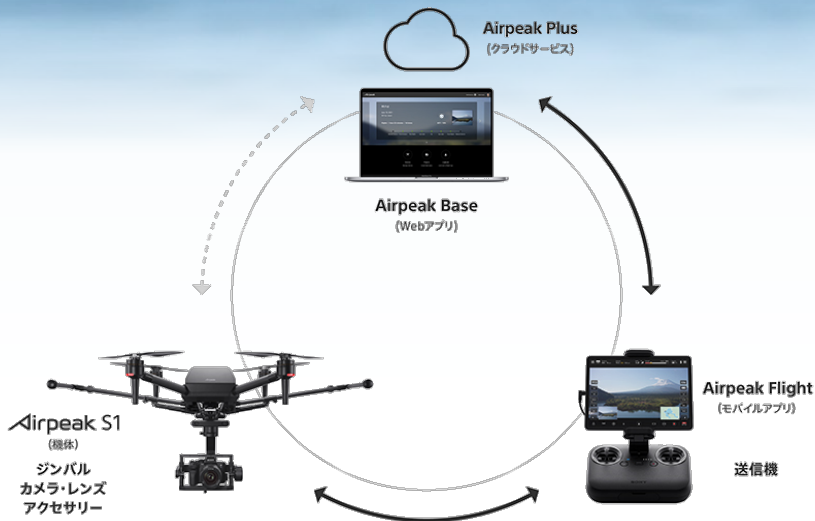 Airpeak Plus
(クラウドサービス)
Airpeak Base
(Webアプリ)
Airpeak S1
(機体)
ジンバル
カメラ・レンズ
アクセサリー
Airpeak Flight
(モバイルアプリ)
送信機
SONY